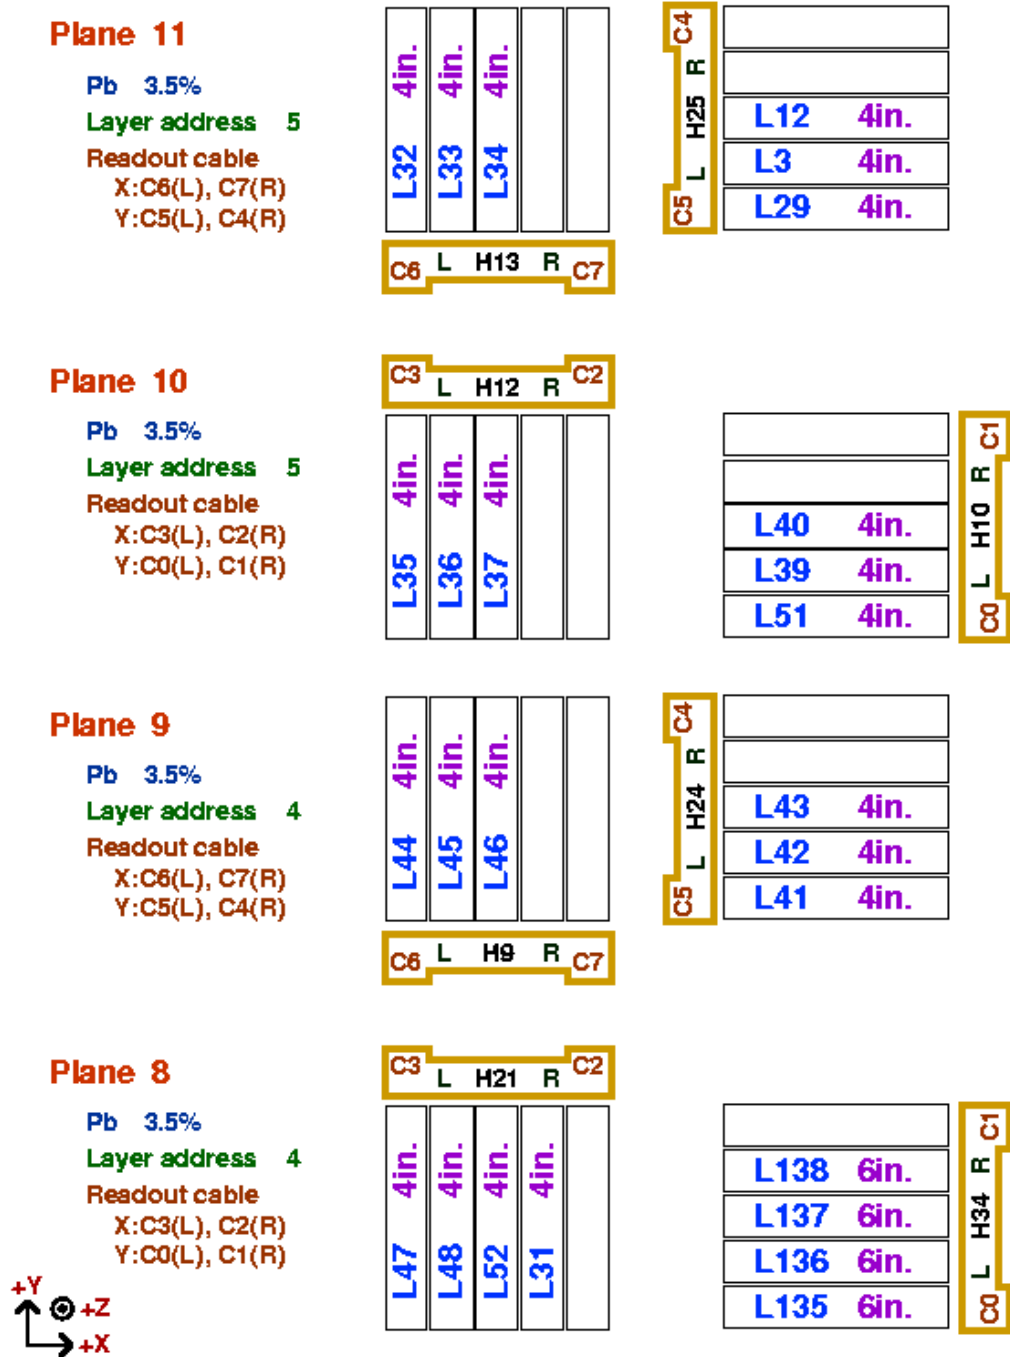 Plane 11
Pb 3.5%
Layer address 5
Readout cable
X:C6(L), C7(R)
Y:C5(L), C4(R)
L32 4in.
L33 4in.
L34 4in.
C6 L H13 R C7
C5 L H25 R C4
L12 4in.
L3 4in.
L29 4in.
Plane 10
Pb 3.5%
Layer address 5
Readout cable
X:C3(L), C2(R)
Y:C0(L), C1(R)
C3 L H12 R C2
L35 4in.
L36 4in.
L37 4in.
L40 4in.
L39 4in.
L51 4in.
C0 L H10 R C1
Plane 9
Pb 3.5%
Layer address 4
Readout cable
X:C6(L), C7(R)
Y:C5(L), C4(R)
L44 4in.
L45 4in.
L46 4in.
C6 L H9 R C7
C5 L H24 R C4
L43 4in.
L42 4in.
L41 4in.
Plane 8
Pb 3.5%
Layer address 4
Readout cable
X:C3(L), C2(R)
Y:C0(L), C1(R)
C3 L H21 R C2
L47 4in.
L48 4in.
L52 4in.
L31 4in.
L138 6in.
L137 6in.
L136 6in.
L135 6in.
C0 L H34 R C1
+Y
+Z
+X